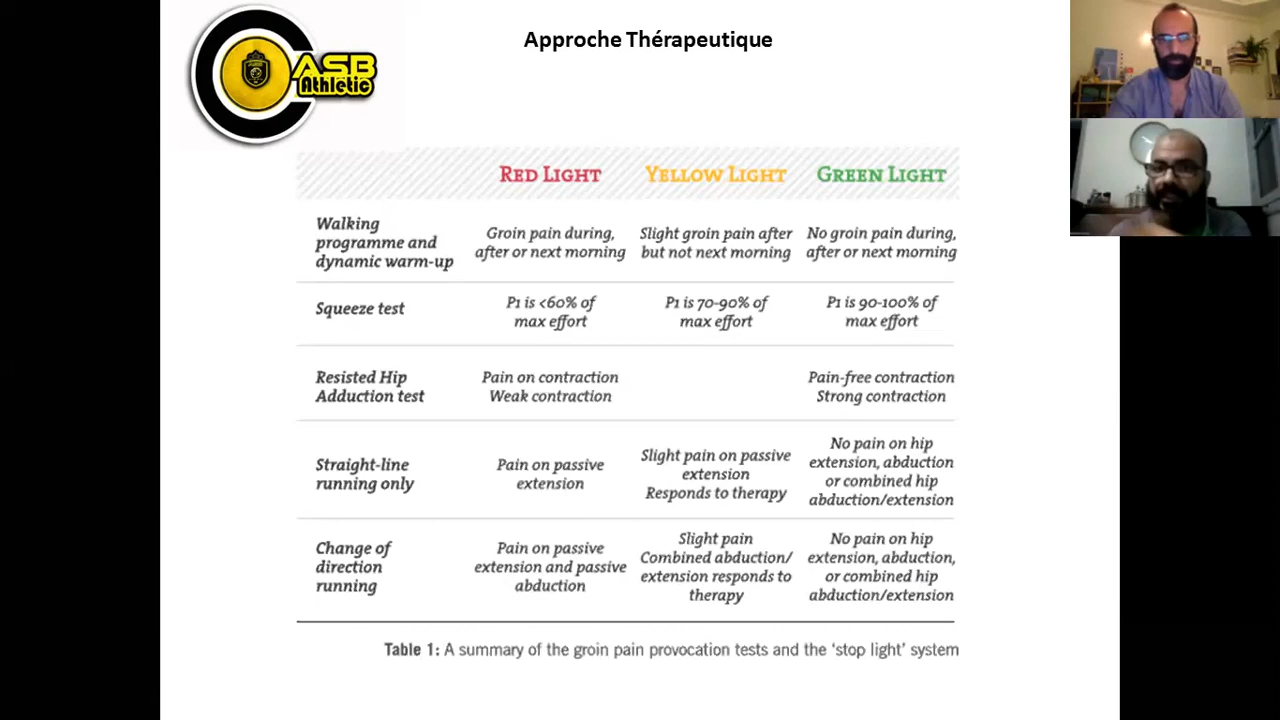 ASB
Athletic
Approche Thérapeutique
RED LIGHT
YELLOW LIGHT
GREEN LIGHT
Walking
programme and
dynamic warm-up
Groin pain during,
after or next morning
Slight groin pain after
but not next morning
No groin pain during,
after or next morning
Squeeze test
P1 is <60% of
max effort
P1 is 70-90% of
max effort
P1 is 90-100% of
max effort
Resisted Hip
Adduction test
Pain on contraction
Weak contraction
Pain-free contraction
Strong contraction
Straight-line
running only
Pain on passive
extension
Slight pain on passive
extension
Responds to therapy
No pain on hip
extension, abduction
or combined hip
abduction/extension
Change of
direction
running
Pain on passive
extension and passive
abduction
Slight pain
Combined abduction/
extension responds to
therapy
No pain on hip
extension, abduction,
or combined hip
abduction/extension
Table 1: A summary of the groin pain provocation tests and the ‘stop light’ system